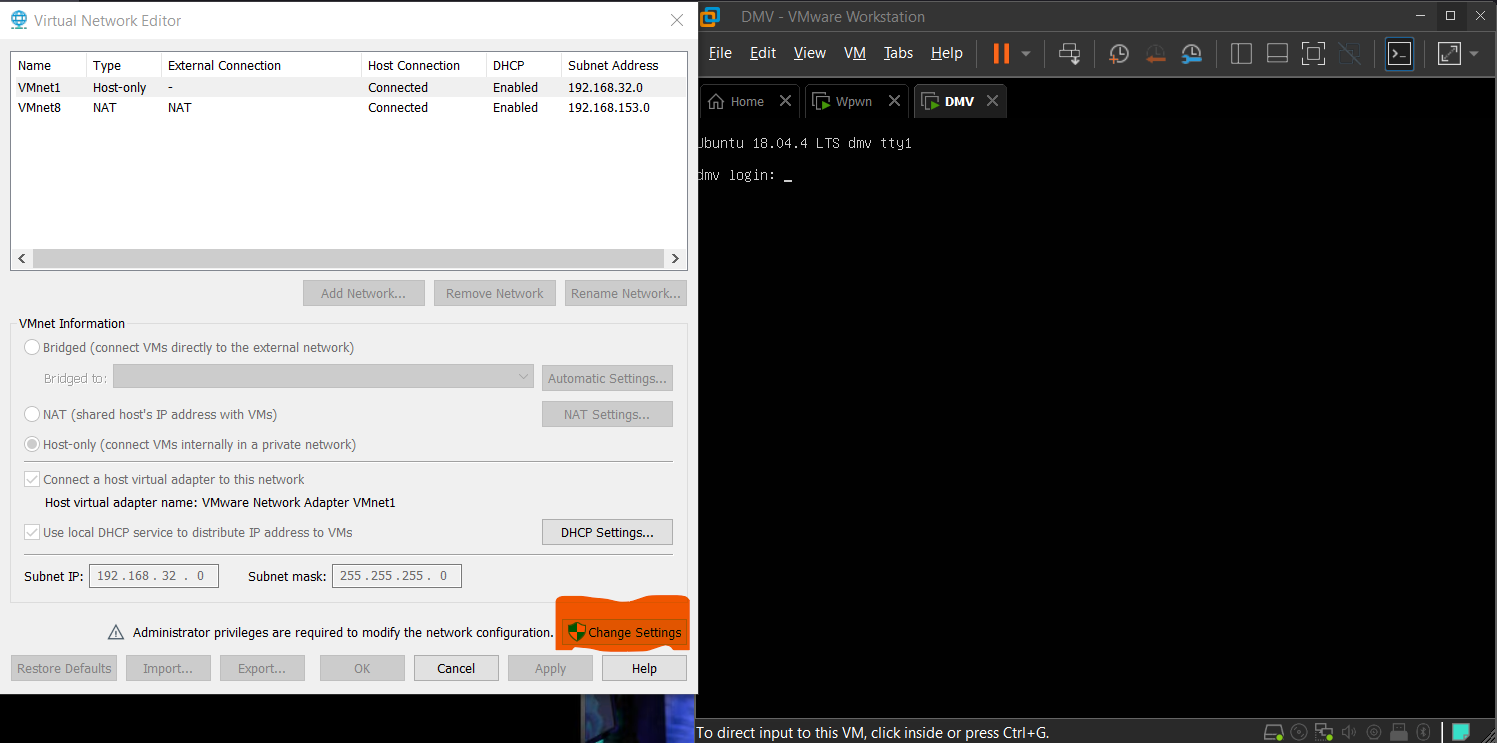 Virtual Network Editor
Name Type External Connection Host Connection DHCP Subnet Address
VMnet1 Host-only - Connected Enabled 192.168.32.0
VMnet8 NAT NAT Connected Enabled 192.168.153.0
Add Network... Remove Network Rename Network...
VMnet Information
Bridged (connect VMs directly to the external network)
Bridged to: Automatic Settings...
NAT (shared host's IP address with VMs) NAT Settings...
Host-only (connect VMs internally in a private network)
Connect a host virtual adapter to this network
Host virtual adapter name: VMware Network Adapter VMnet1
Use local DHCP service to distribute IP address to VMs DHCP Settings...
Subnet IP: 192 . 168 . 32 . 0 Subnet mask: 255 . 255 . 255 . 0
Administrator privileges are required to modify the network configuration. Change Settings
Restore Defaults Import... Export... OK Cancel Apply Help
DMV - VMware Workstation
File Edit View VM Tabs Help
Home Wpwn DMV
Ubuntu 18.04.4 LTS dmv tty1
dmv login: _
To direct input to this VM, click inside or press Ctrl+G.